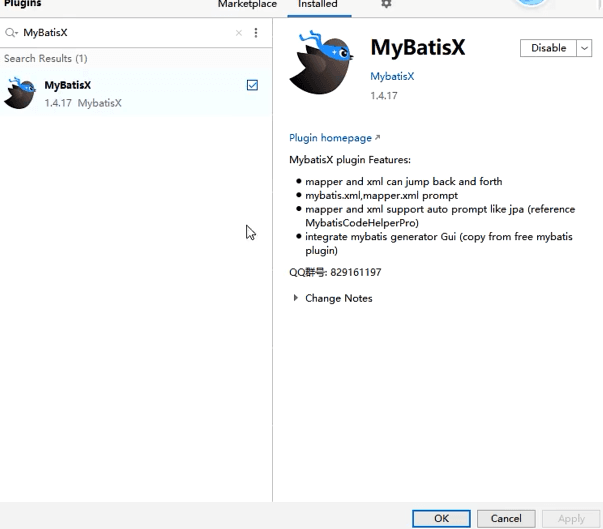 Plugins
Marketplace
Installed
MyBatisX
Search Results (1)
MyBatisX
1.4.17 MybatisX
MyBatisX
Disable
MybatisX
1.4.17
Plugin homepage
MybatisX plugin Features:
mapper and xml can jump back and forth
mybatis.xml,mapper.xml prompt
mapper and xml support auto prompt like jpa (reference
MybatisCodeHelperPro)
integrate mybatis generator Gui (copy from free mybatis
plugin)
QQ群号: 829161197
Change Notes
OK
Cancel
Apply